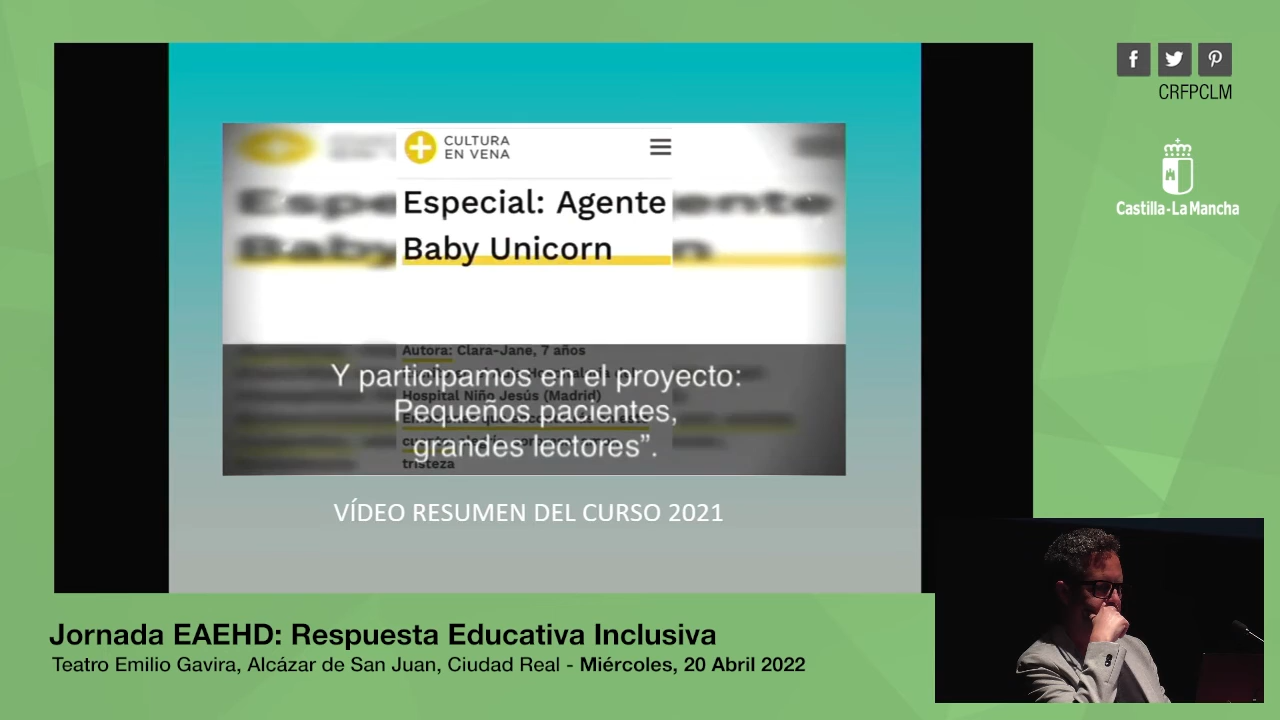 CRFPCLM
Castilla-La Mancha
CULTURA
EN VENA
Especial: Agente
Baby Unicorn
Autora: Clara-Jane, 7 años
Hospital Niño Jesús (Madrid)
tristeza
Y participamos en el proyecto:
Pequeños pacientes,
grandes lectores”.
VÍDEO RESUMEN DEL CURSO 2021
Jornada EAEHD: Respuesta Educativa Inclusiva
Teatro Emilio Gavira, Alcázar de San Juan, Ciudad Real - Miércoles, 20 Abril 2022